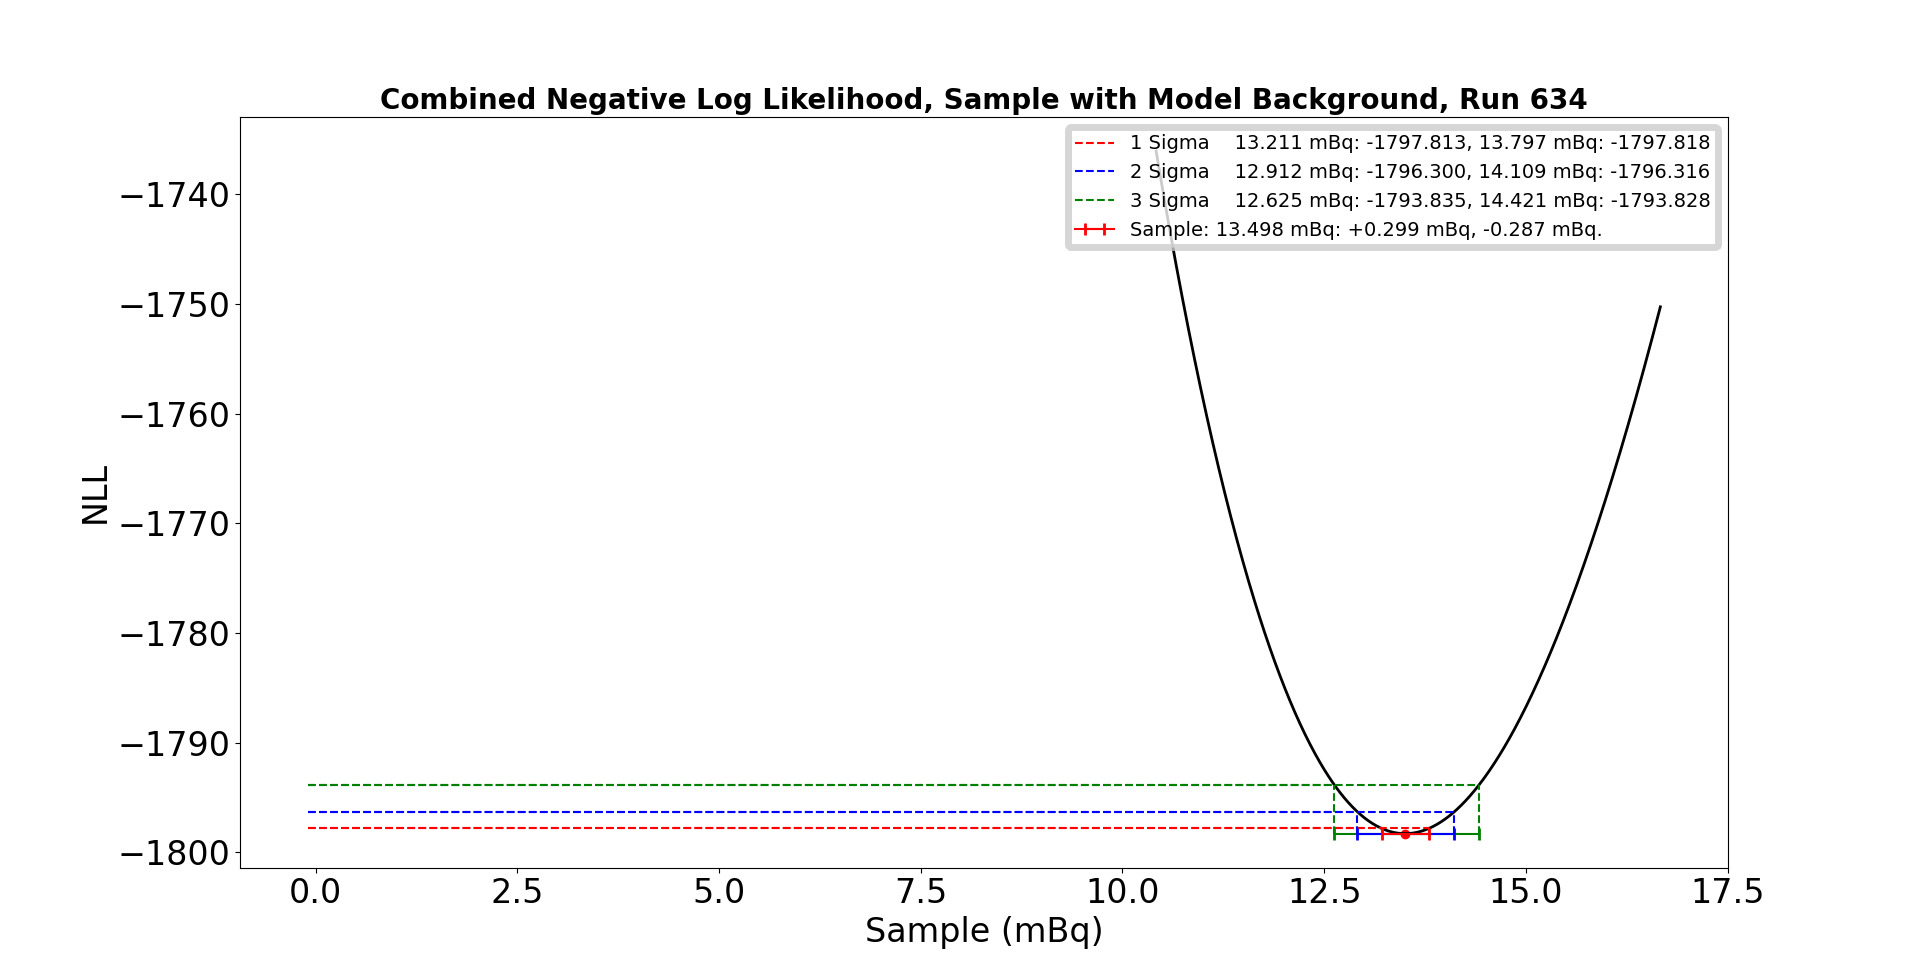 Combined Negative Log Likelihood, Sample with Model Background, Run 634
1 Sigma    13.211 mBq: -1797.813, 13.797 mBq: -1797.818
2 Sigma    12.912 mBq: -1796.300, 14.109 mBq: -1796.316
3 Sigma    12.625 mBq: -1793.835, 14.421 mBq: -1793.828
Sample: 13.498 mBq: +0.299 mBq, -0.287 mBq.
NLL
−1740
−1750
−1760
−1770
−1780
−1790
−1800
0.0 2.5 5.0 7.5 10.0 12.5 15.0 17.5
Sample (mBq)